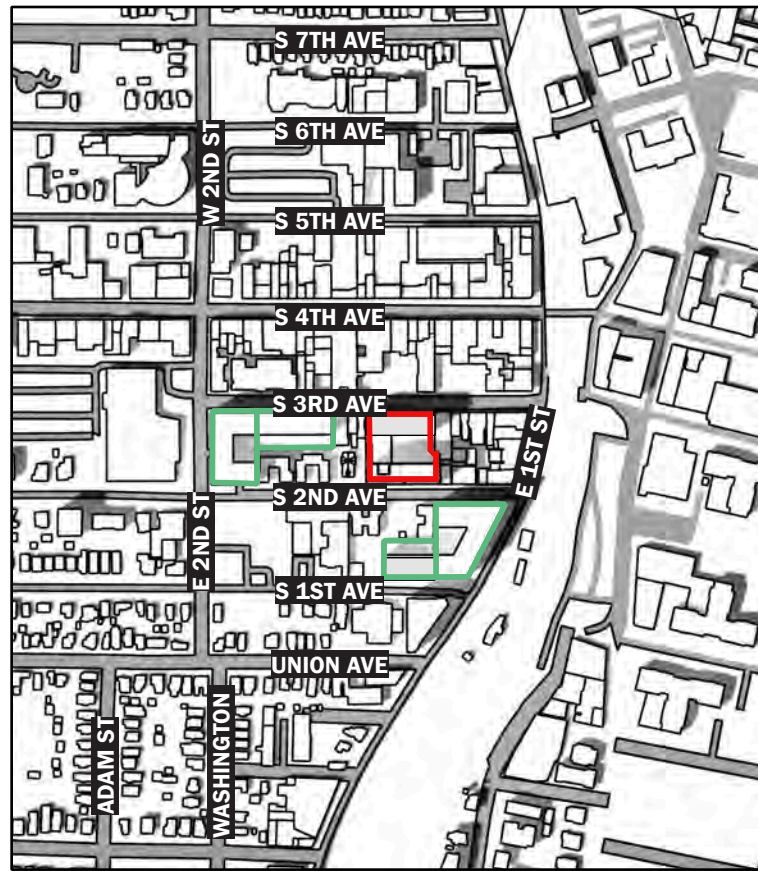 S 7TH AVE
S 6TH AVE
W 2ND ST
S 5TH AVE
S 4TH AVE
S 3RD AVE
E 1ST ST
S 2ND AVE
E 2ND ST
S 1ST AVE
UNION AVE
ADAM ST
WASHINGTON